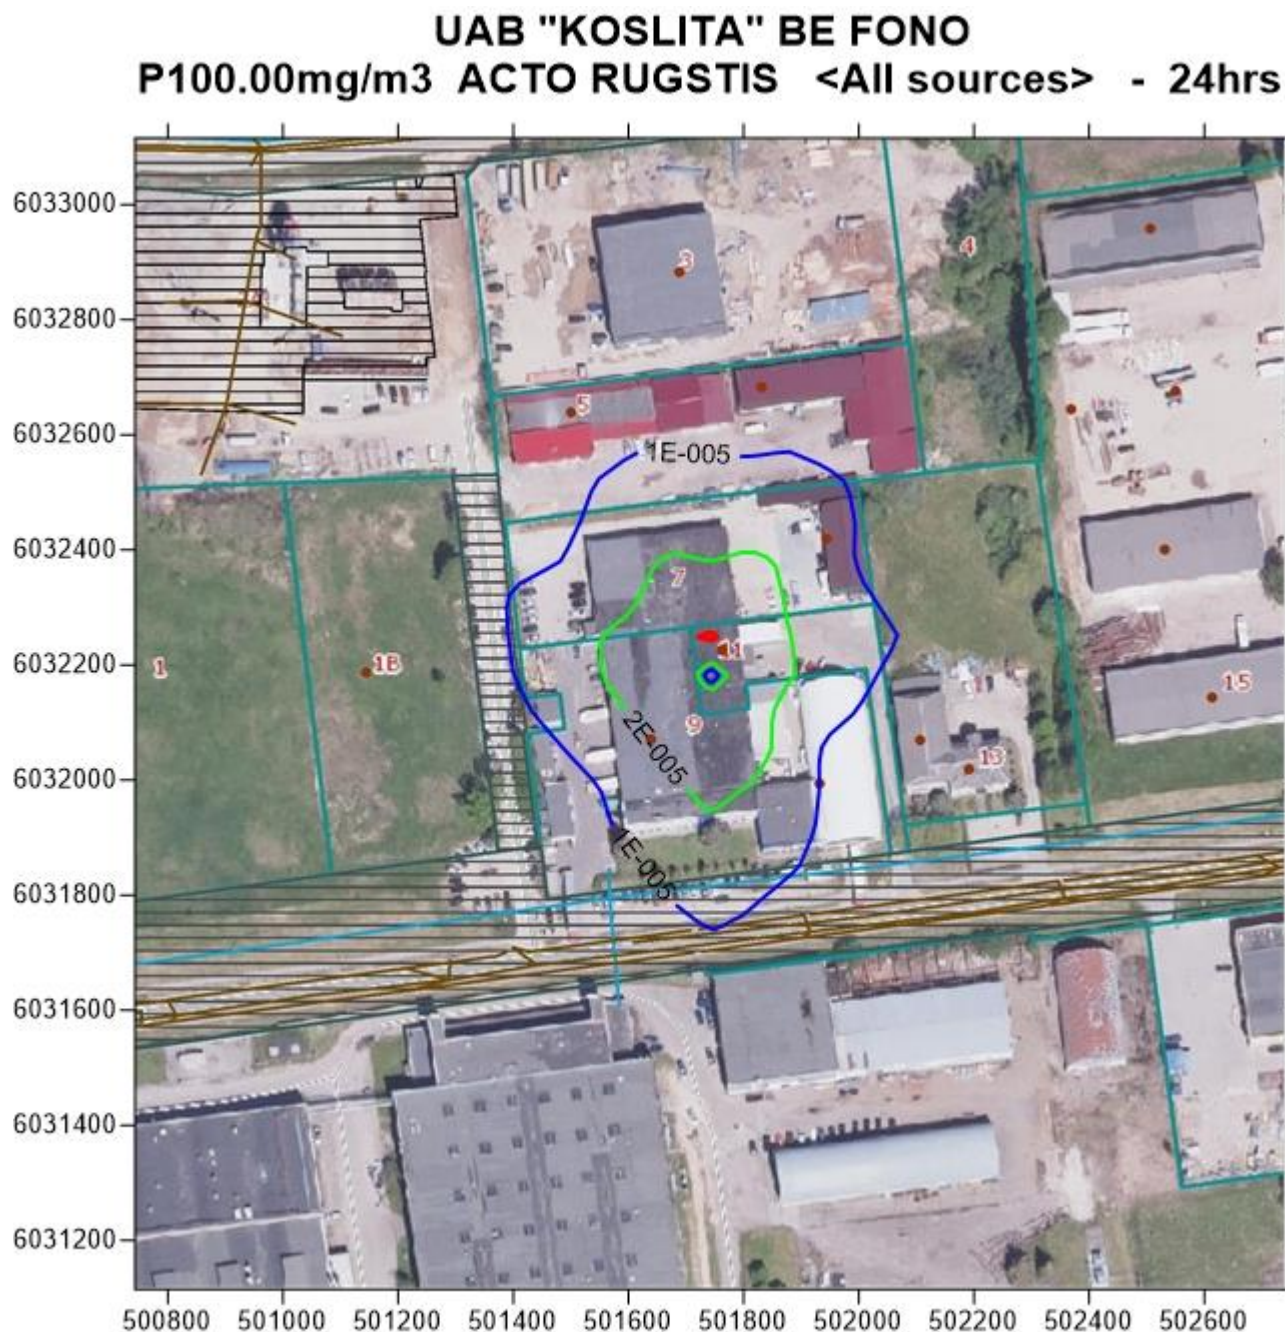 UAB "KOSLITA" BE FONO
P100.00mg/m3 ACTO RUGSTIS <All sources> - 24hrs
6033000
3
4
6032800
5
6032600
1E-005
6032400
7
6032200
1
1B
11
15
9
2E-005
6032000
13
1E-005
6031800
6031600
6031400
6031200
500800 501000 501200 501400 501600 501800 502000 502200 502400 502600